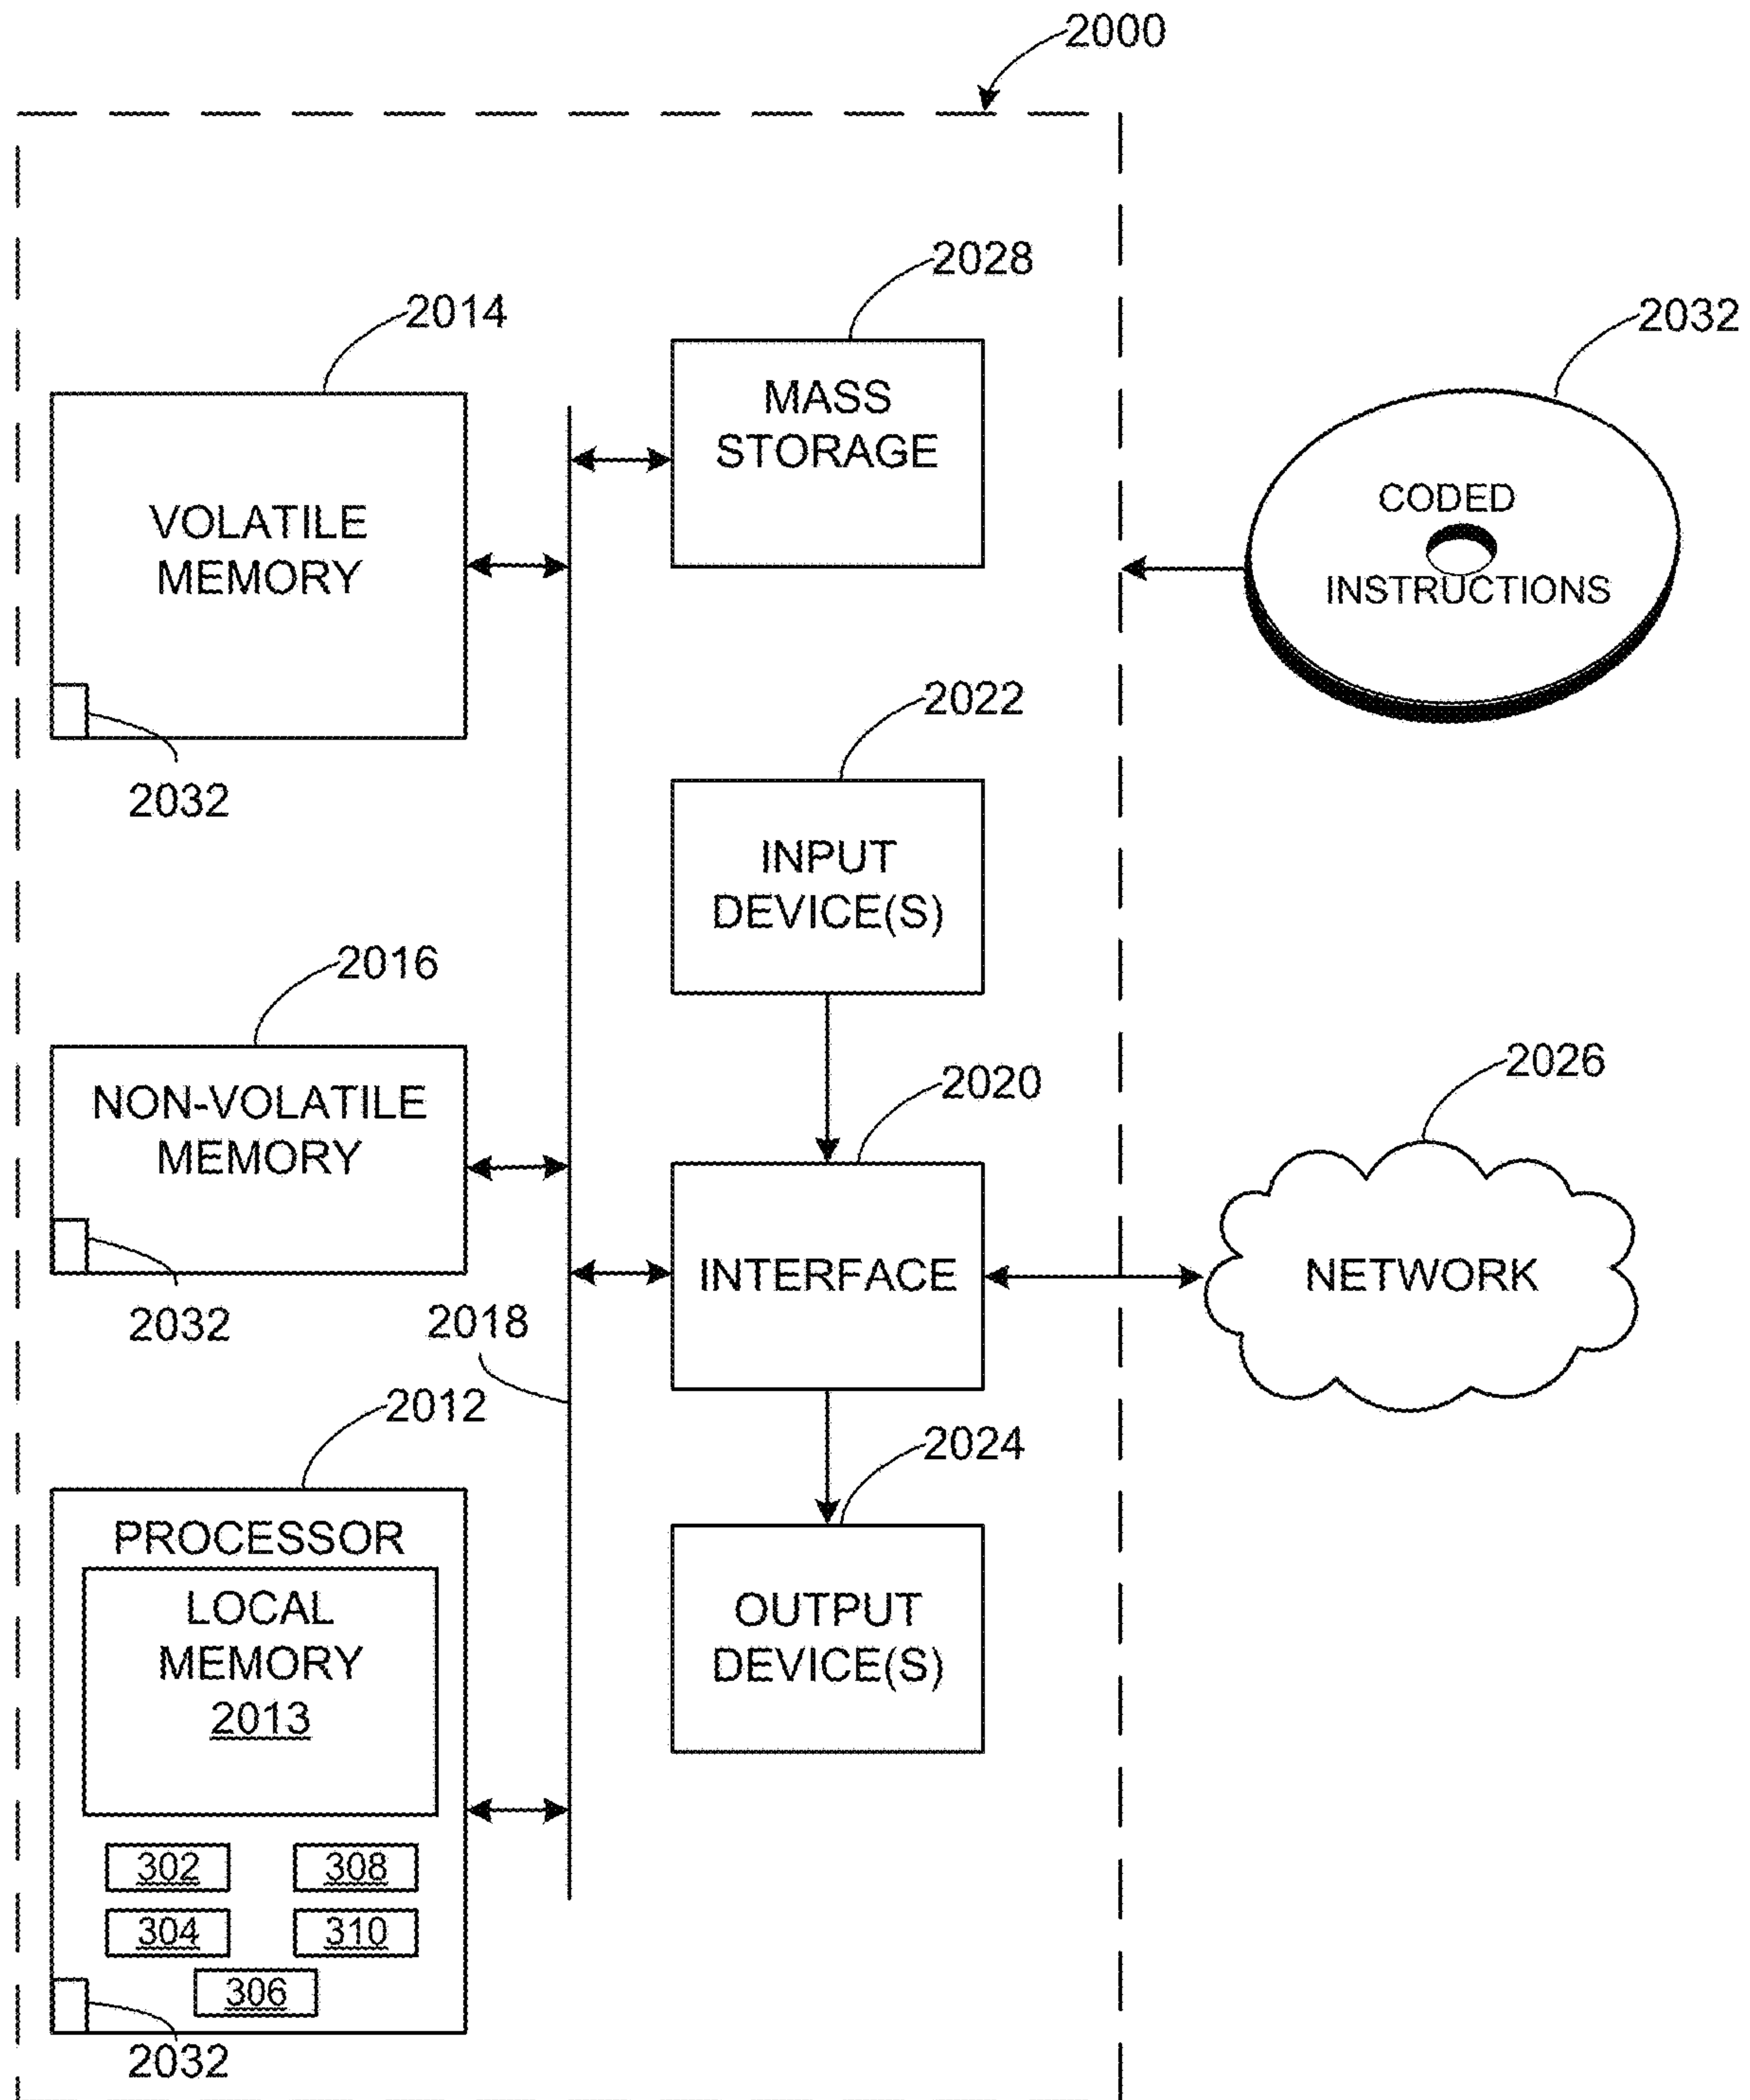 2000
2028
2014
2032
MASS
STORAGE
VOLATILE
MEMORY
CODED
INSTRUCTIONS
2032
2022
INPUT
DEVICE(S)
2016
2020
2026
NON-VOLATILE
MEMORY
INTERFACE
NETWORK
2032
2018
2012
2024
PROCESSOR
LOCAL
MEMORY
2013
OUTPUT
DEVICE(S)
302
308
304
310
306
2032